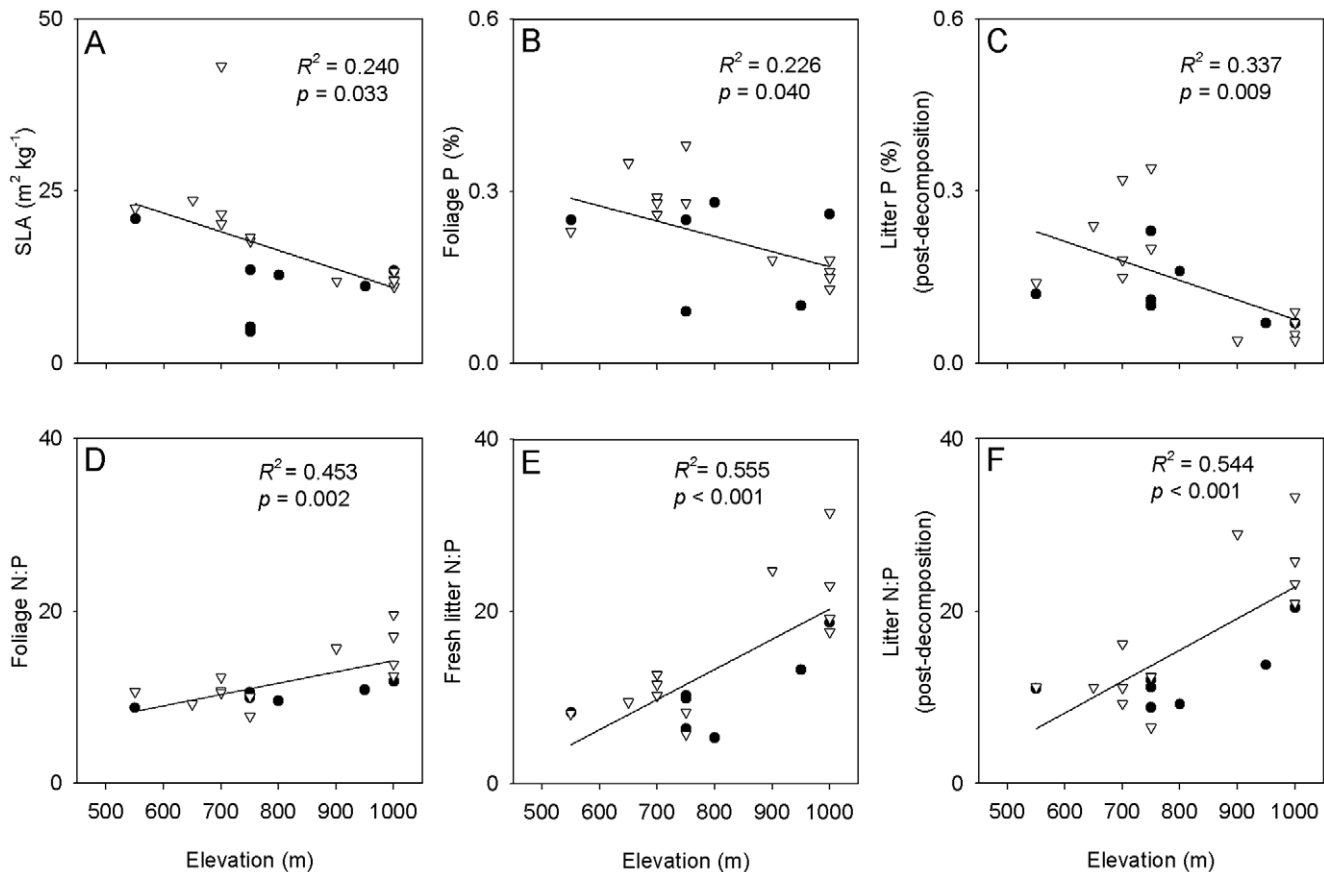 A
R² = 0.240
p = 0.033
SLA (m² kg⁻¹)
50
25
0
B
R² = 0.226
p = 0.040
Foliage P (%)
0.6
0.3
0.0
C
R² = 0.337
p = 0.009
Litter P (%)
(post-decomposition)
0.6
0.3
0.0
D
R² = 0.453
p = 0.002
Foliage N:P
40
20
0
500 600 700 800 900 1000
Elevation (m)
E
R² = 0.555
p < 0.001
Fresh litter N:P
40
20
0
500 600 700 800 900 1000
Elevation (m)
F
R² = 0.544
p < 0.001
Litter N:P
(post-decomposition)
40
20
0
500 600 700 800 900 1000
Elevation (m)